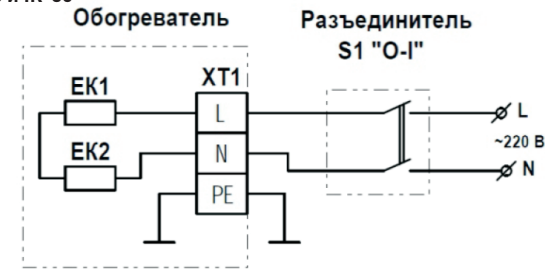 Обогреватель
Разъединитель
S1 "O-I"
XT1
EK1
L
L
EK2
N
~220 В
N
PE